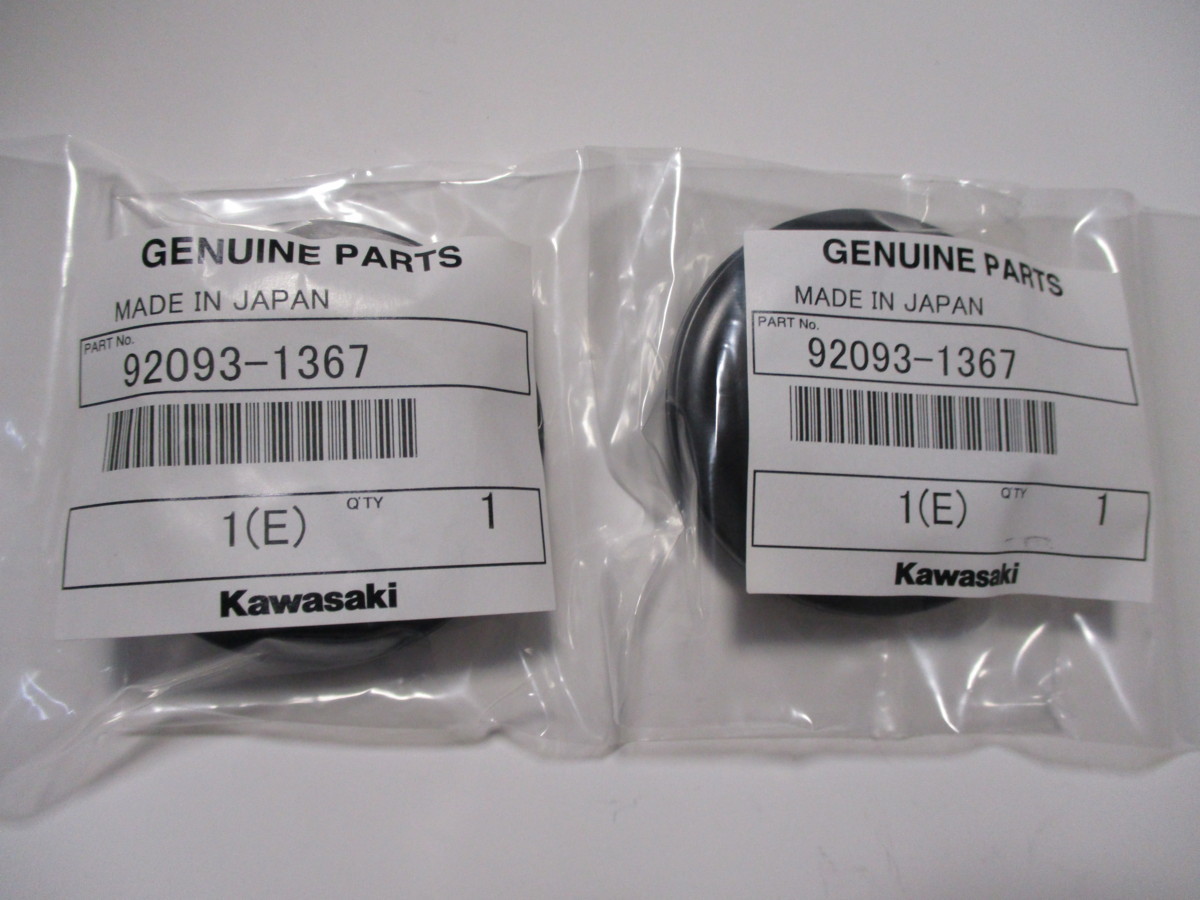 GENUINE PARTS
MADE IN JAPAN
PART No.
92093-1367
Q'TY
1(E) 1
Kawasaki
GENUINE PARTS
MADE IN JAPAN
PART No.
92093-1367
Q'TY
1(E) 1
Kawasaki